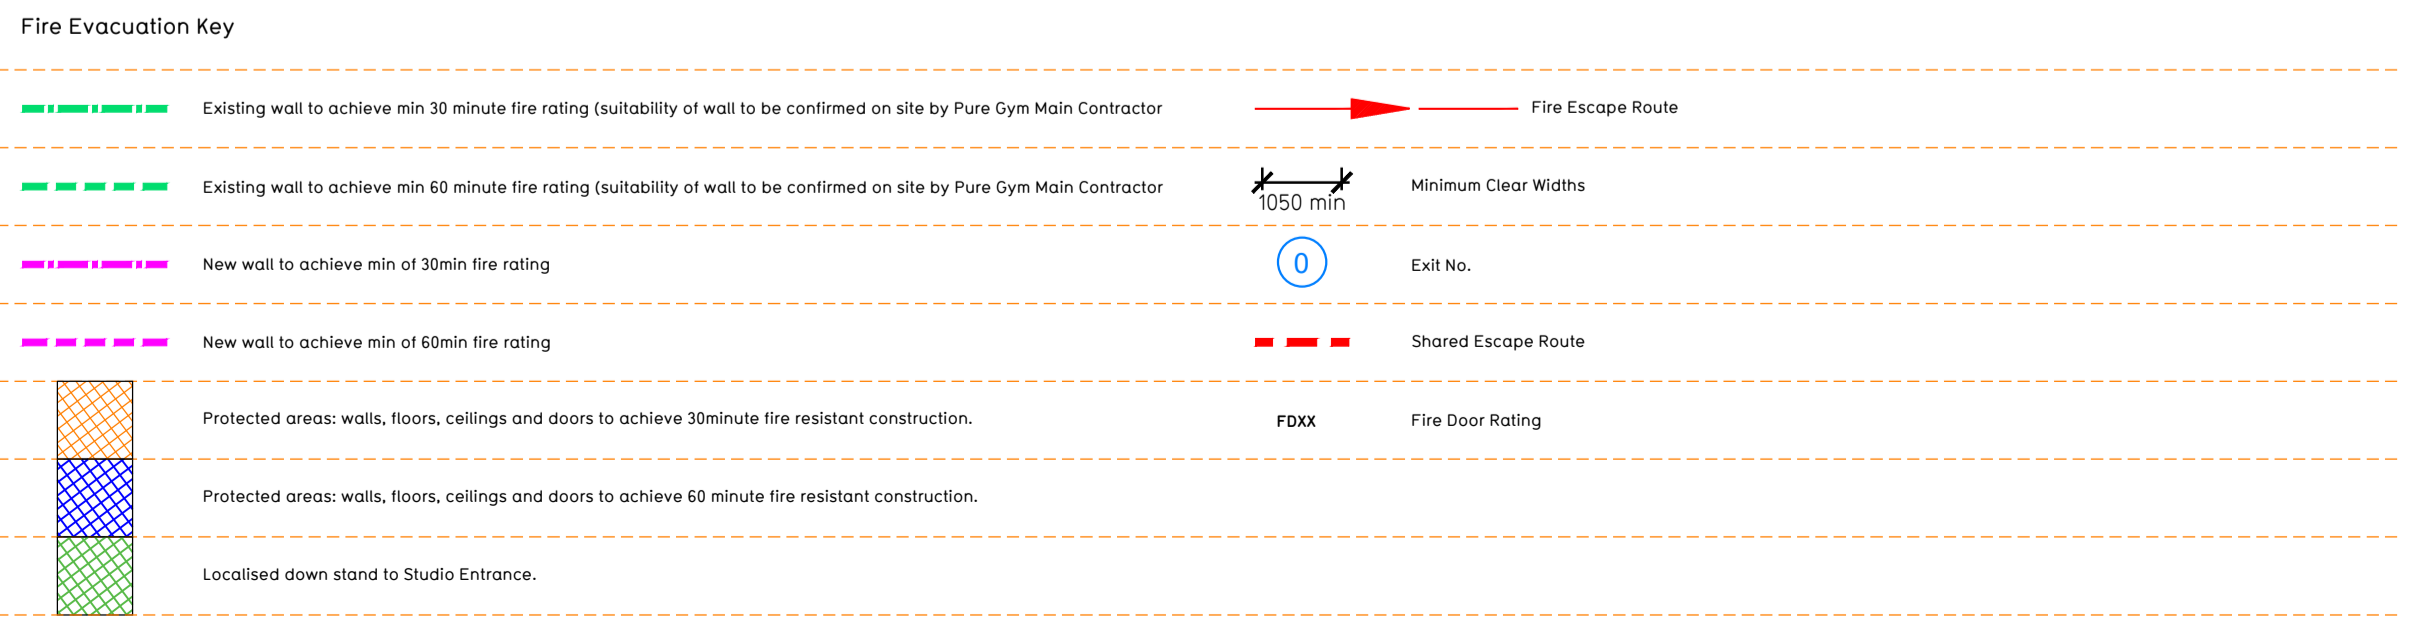 Fire Evacuation Key
Existing wall to achieve min 30 minute fire rating (suitability of wall to be confirmed on site by Pure Gym Main Contractor
Fire Escape Route
Existing wall to achieve min 60 minute fire rating (suitability of wall to be confirmed on site by Pure Gym Main Contractor
1050 min
Minimum Clear Widths
New wall to achieve min of 30min fire rating
0
Exit No.
New wall to achieve min of 60min fire rating
Shared Escape Route
Protected areas: walls, floors, ceilings and doors to achieve 30minute fire resistant construction.
FDXX
Fire Door Rating
Protected areas: walls, floors, ceilings and doors to achieve 60 minute fire resistant construction.
Localised down stand to Studio Entrance.